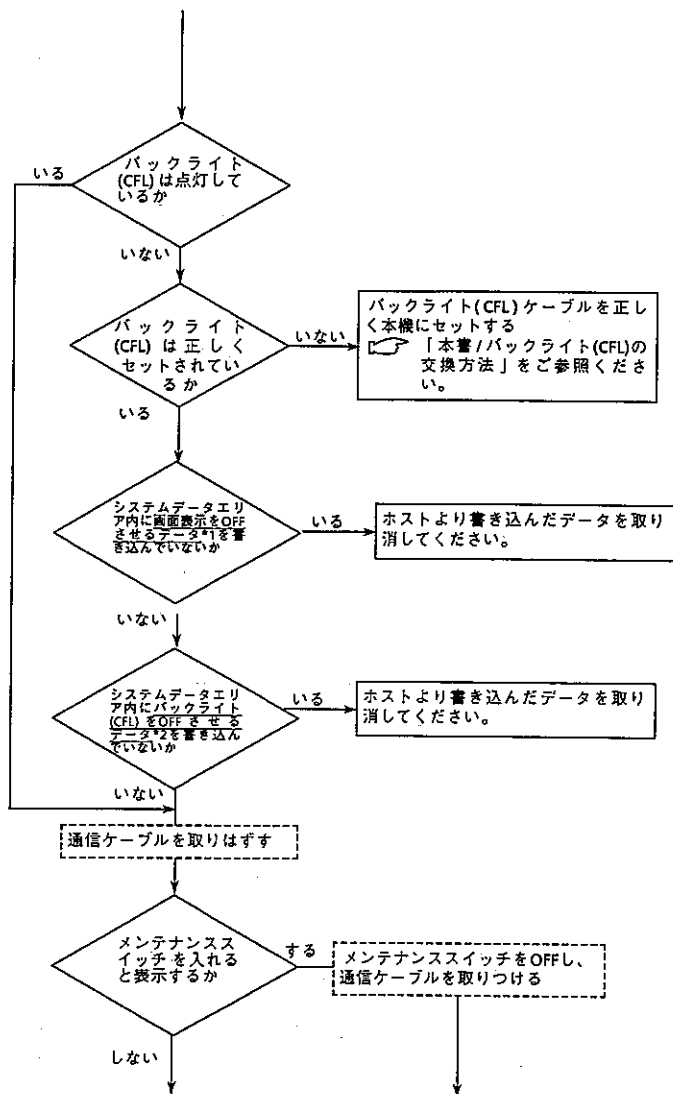 バックライト
(CFL)は点灯して
いるか
いる
いない
バックライト
(CFL)は正しく
セットされてい
るか
いない
バックライト(CFL)ケーブルを正し
く本機にセットする
「本書/バックライト(CFL)の
交換方法」をご参照くださ
い。
いる
システムデータエリ
ア内に画面表示をOFF
させるデータ*1を書
き込んでいないか
いる
ホストより書き込んだデータを取り
消してください。
いない
システムデータエリ
ア内にバックライト
(CFL)をOFFさせる
データ*2を書き込ん
でいないか
いる
ホストより書き込んだデータを取り
消してください。
いない
通信ケーブルを取りはずす
メンテナンスス
イッチを入れる
と表示するか
する
メンテナンススイッチをOFFし、
通信ケーブルを取りつける
しない